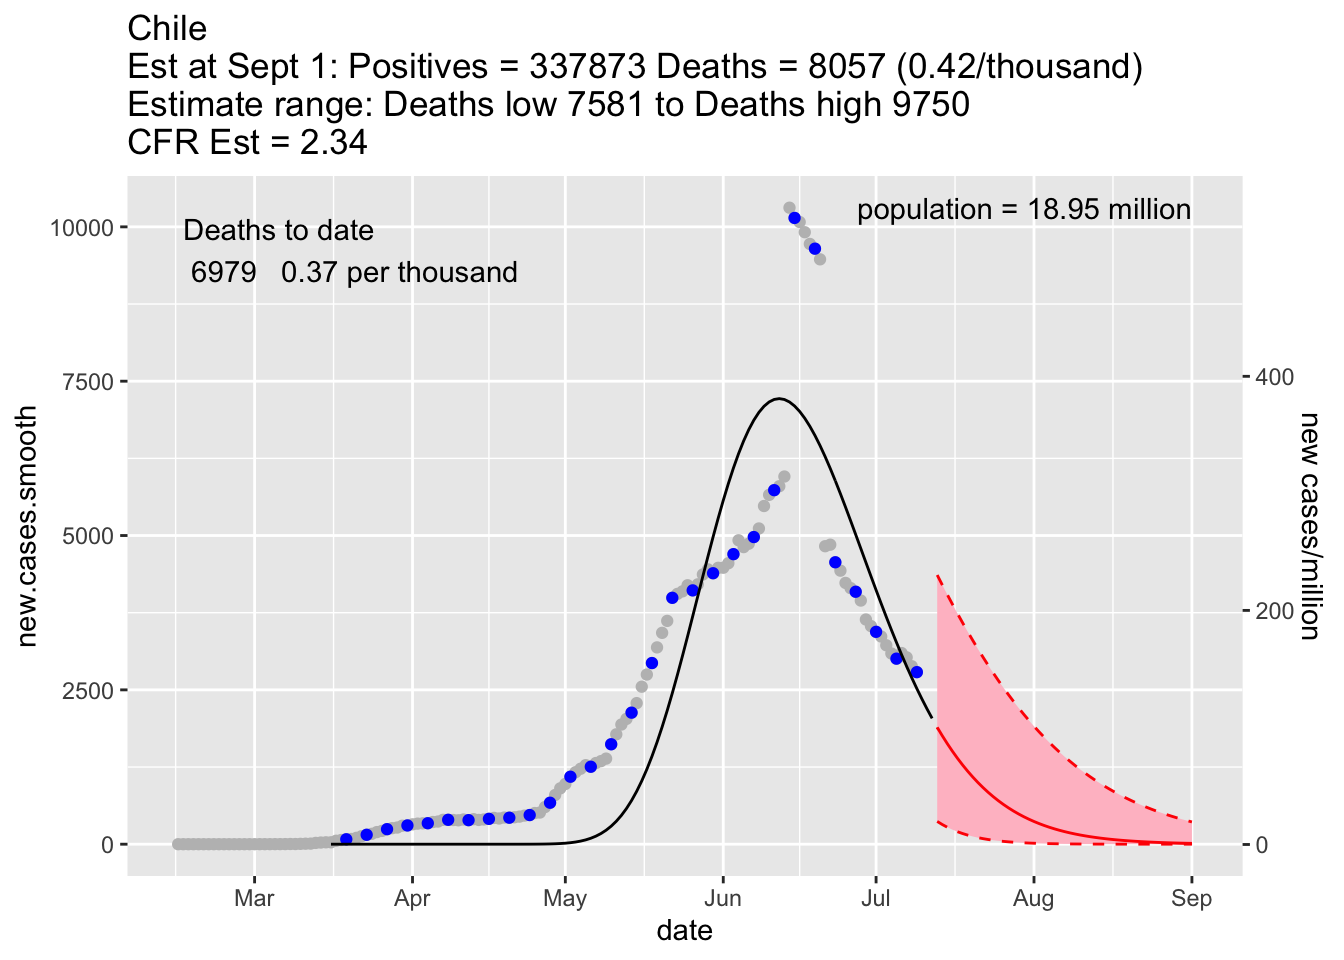 Chile
Est at Sept 1: Positives = 337873 Deaths = 8057 (0.42/thousand)
Estimate range: Deaths low 7581 to Deaths high 9750
CFR Est = 2.34
population = 18.95 million
Deaths to date
6979 0.37 per thousand
10000
7500
5000
2500
0
new.cases.smooth
400
200
0
new cases/million
Mar Apr May Jun Jul Aug Sep
date